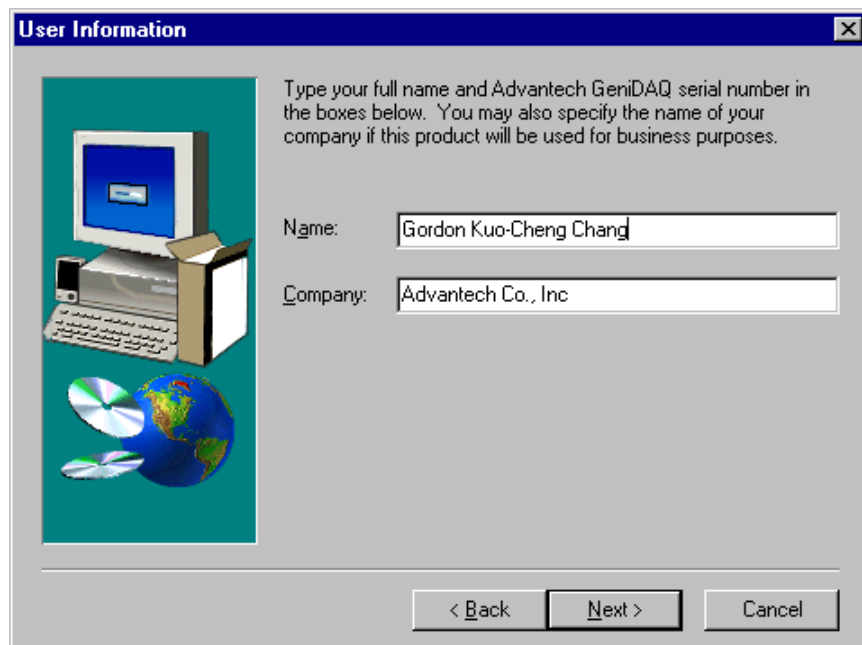 User Information
Type your full name and Advantech GeniDAQ serial number in
the boxes below.  You may also specify the name of your
company if this product will be used for business purposes.
Name: Gordon Kuo-Cheng Chang
Company: Advantech Co., Inc
< Back Next > Cancel